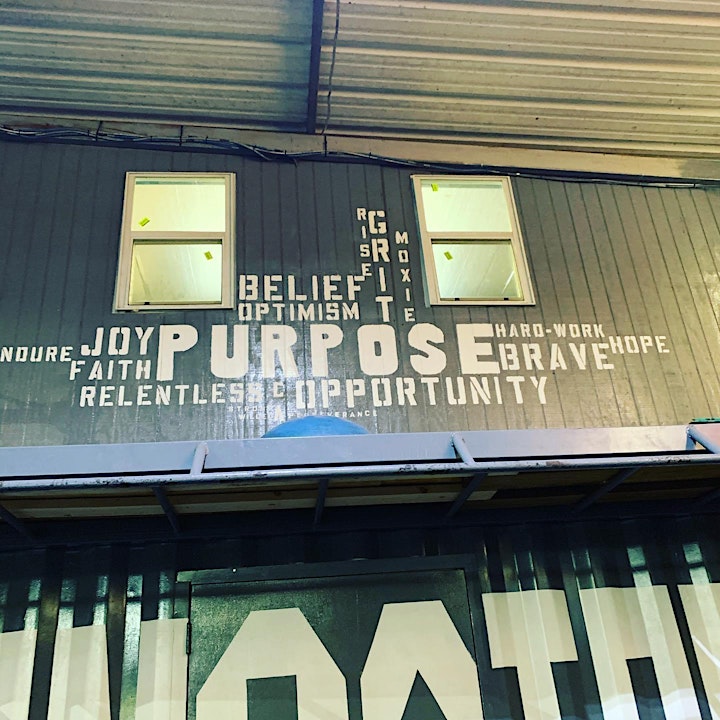 RISE
GRIT
MOXIE
BELIEF
OPTIMISM
NDURE JOY PURPOSE HARD-WORK HOPE
FAITH BRAVE
RELENTLESS OPPORTUNITY